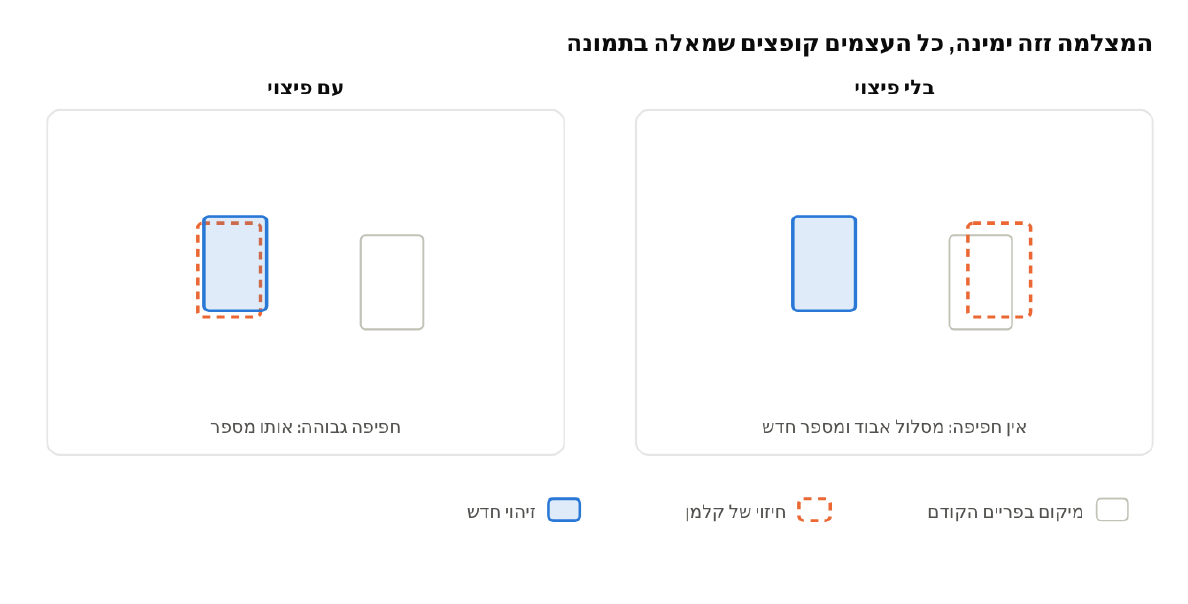 המצלמה זזה ימינה, כל העצמים קופצים שמאלה בתמונה
בלי פיצוי
עם פיצוי
אין חפיפה: מסלול אבוד ומספר חדש
חפיפה גבוהה: אותו מספר
מיקום בפריים הקודם
חיזוי של קלמן
זיהוי חדש